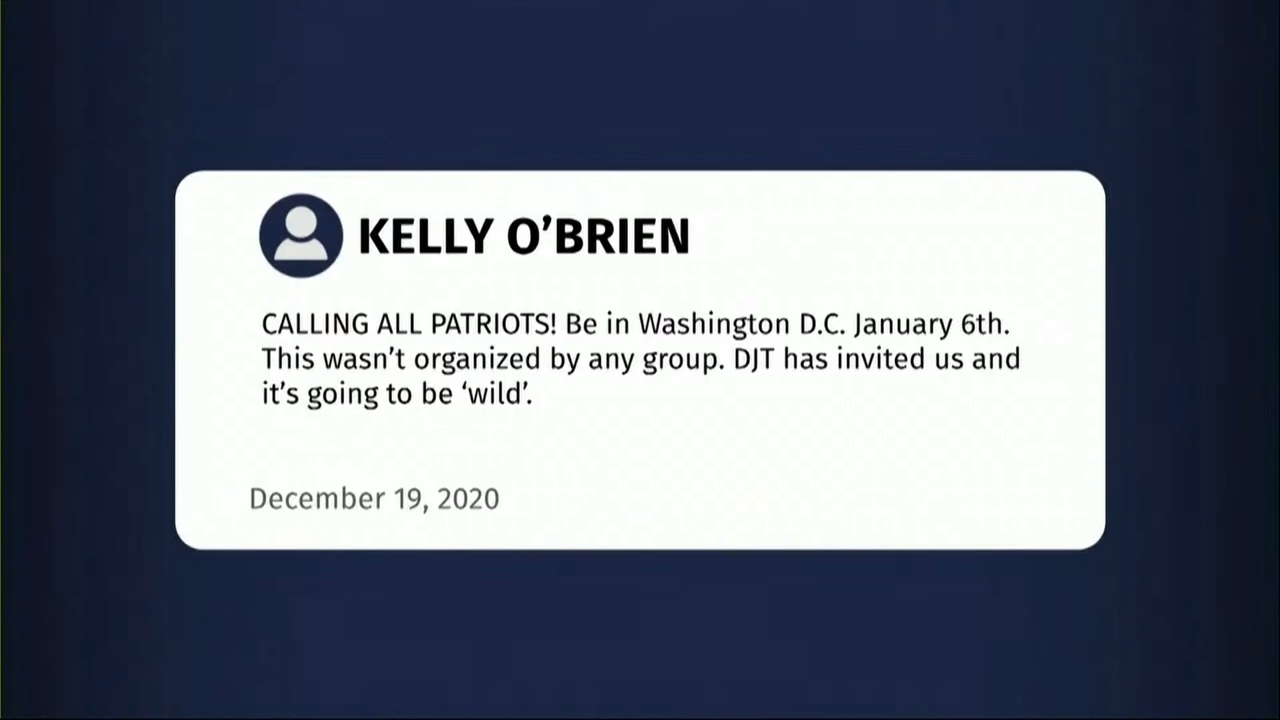 KELLY O’BRIEN
CALLING ALL PATRIOTS! Be in Washington D.C. January 6th.
This wasn’t organized by any group. DJT has invited us and
it’s going to be ‘wild’.
December 19, 2020